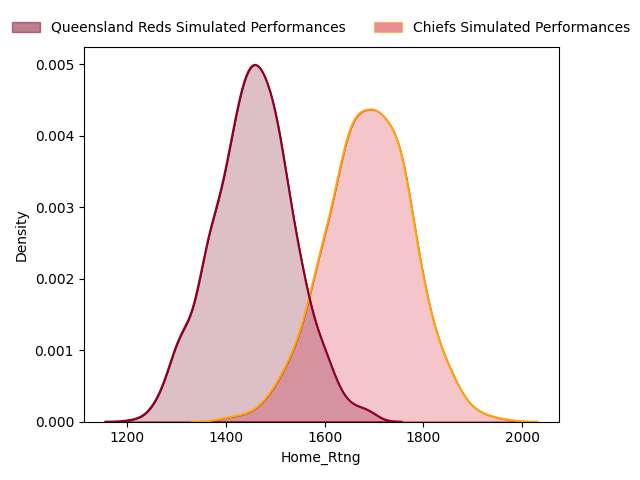 Queensland Reds Simulated Performances Chiefs Simulated Performances
0.005
0.004
0.003
0.002
0.001
0.000
Density
1200 1400 1600 1800 2000
Home_Rtng